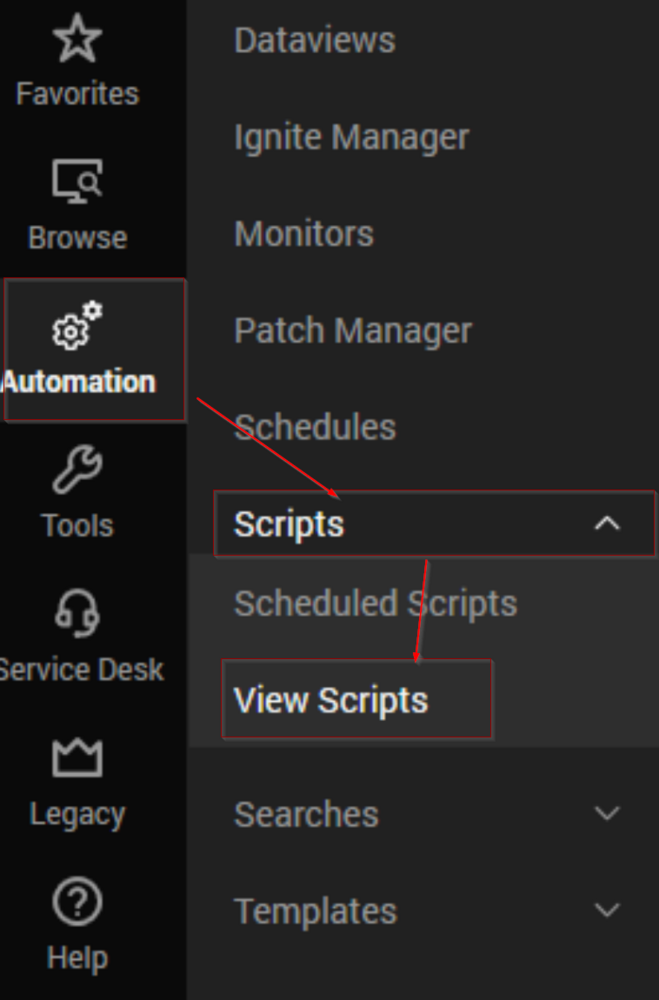 Favorites
Browse
Automation
Tools
Service Desk
Legacy
Help
Dataviews
Ignite Manager
Monitors
Patch Manager
Schedules
Scripts
Scheduled Scripts
View Scripts
Searches
Templates